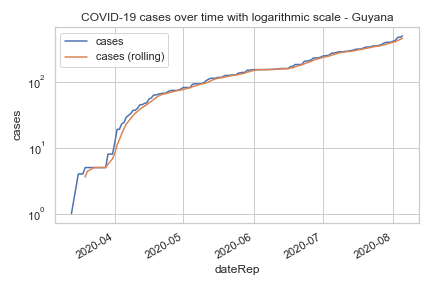 COVID-19 cases over time with logarithmic scale - Guyana
cases
cases (rolling)
10²
10¹
10⁰
cases
2020-04
2020-05
2020-06
2020-07
2020-08
dateRep